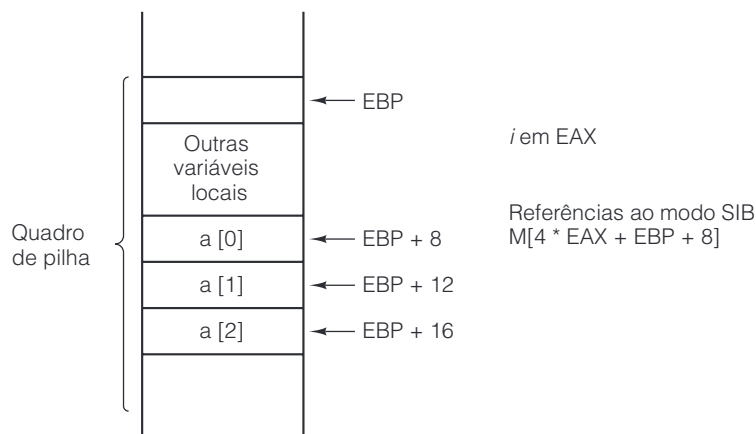 EBP
i em EAX
Outras
variáveis
locais
Referências ao modo SIB
M[4 * EAX + EBP + 8]
Quadro
de pilha
a [0]
EBP + 8
a [1]
EBP + 12
a [2]
EBP + 16